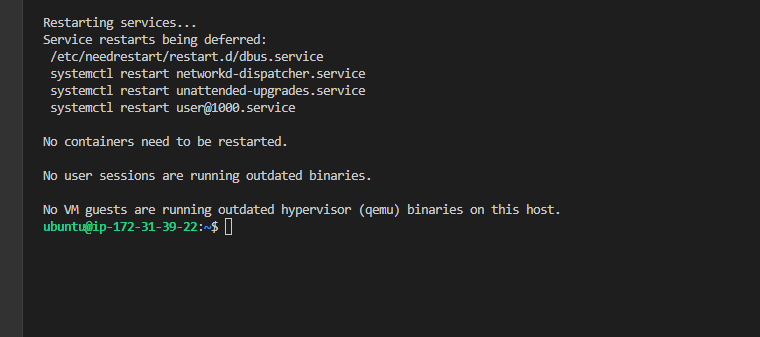 Restarting services...
Service restarts being deferred:
 /etc/needrestart/restart.d/dbus.service
 systemctl restart networkd-dispatcher.service
 systemctl restart unattended-upgrades.service
 systemctl restart user@1000.service

No containers need to be restarted.

No user sessions are running outdated binaries.

No VM guests are running outdated hypervisor (qemu) binaries on this host.
ubuntu@ip-172-31-39-22:~$